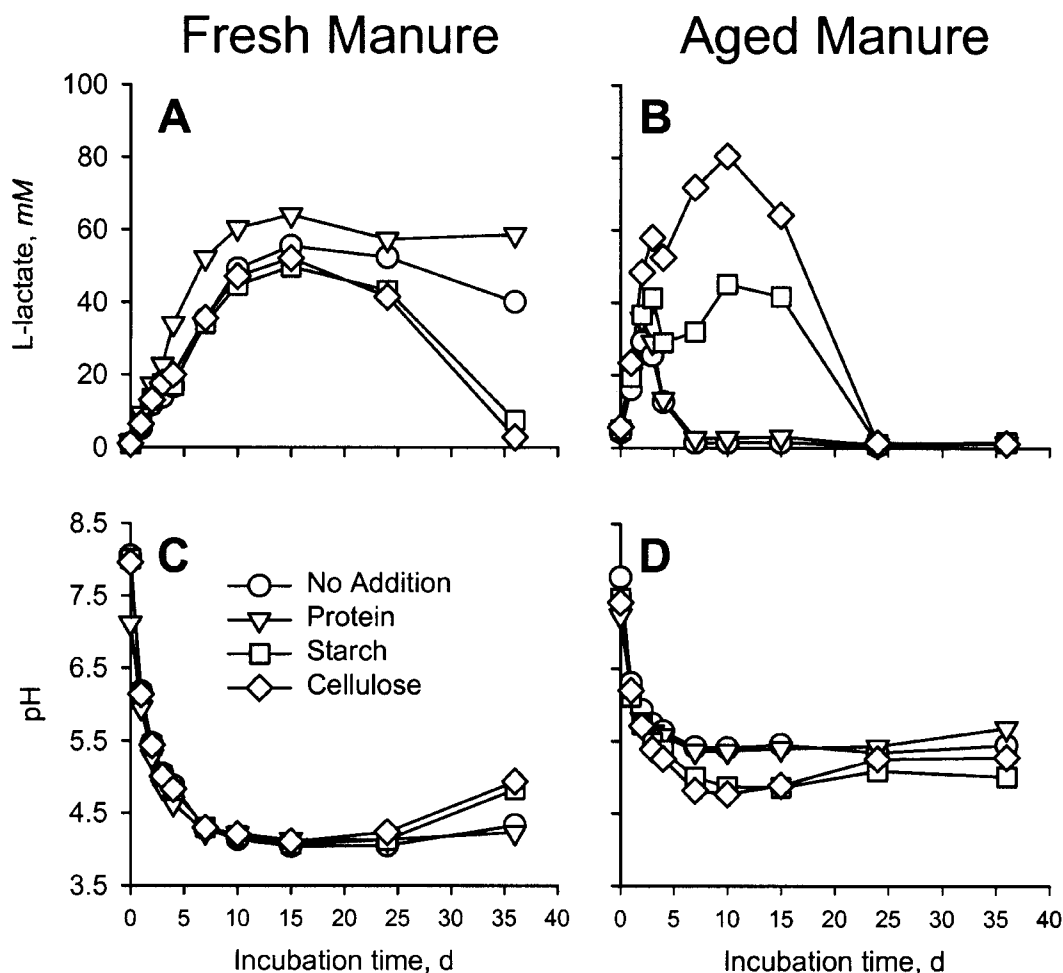 Fresh Manure
Aged Manure
A
B
L-lactate, mM
100
80
60
40
20
0
C
D
pH
8.5
7.5
6.5
5.5
4.5
3.5
No Addition
Protein
Starch
Cellulose
0 5 10 15 20 25 30 35 40
0 5 10 15 20 25 30 35 40
Incubation time, d
Incubation time, d